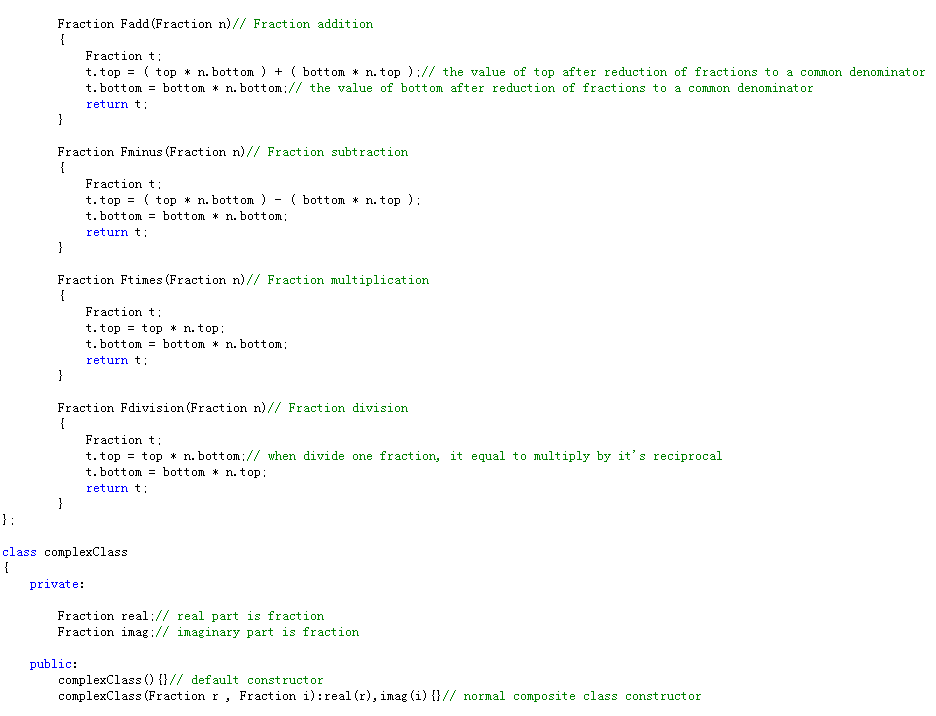 Fraction Fadd(Fraction n)// Fraction addition
{
Fraction t;
t.top = ( top * n.bottom ) + ( bottom * n.top );// the value of top after reduction of fractions to a common denominator
t.bottom = bottom * n.bottom;// the value of bottom after reduction of fractions to a common denominator
return t;
}
Fraction Fminus(Fraction n)// Fraction subtraction
{
Fraction t;
t.top = ( top * n.bottom ) - ( bottom * n.top );
t.bottom = bottom * n.bottom;
return t;
}
Fraction Ftimes(Fraction n)// Fraction multiplication
{
Fraction t;
t.top = top * n.top;
t.bottom = bottom * n.bottom;
return t;
}
Fraction Fdivision(Fraction n)// Fraction division
{
Fraction t;
t.top = top * n.bottom;// when divide one fraction, it equal to multiply by it's reciprocal
t.bottom = bottom * n.top;
return t;
}
};
class complexClass
{
private:
Fraction real;// real part is fraction
Fraction imag;// imaginary part is fraction
public:
complexClass(){}// default constructor
complexClass(Fraction r , Fraction i):real(r),imag(i){}// normal composite class constructor